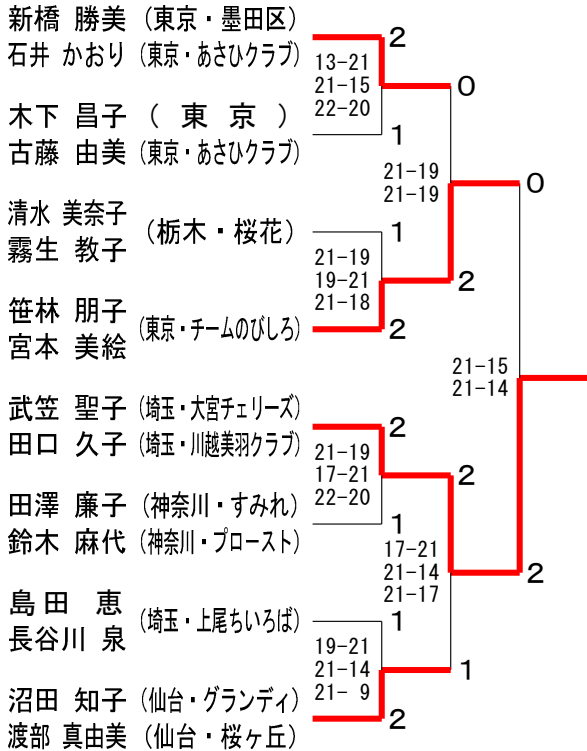 新橋 勝美 (東京・墨田区)
石井 かおり (東京・あさひクラブ)
2
13-21
21-15
22-20
0
木下 昌子 ( 東 京 )
古藤 由美 (東京・あさひクラブ)
1
21-19
21-19
0
清水 美奈子
霧生 教子
(栃木・桜花)
1
21-19
19-21
21-18
2
笹林 朋子
宮本 美絵
(東京・チームのびしろ)
2
21-15
21-14
武笠 聖子 (埼玉・大宮チェリーズ)
田口 久子 (埼玉・川越美羽クラブ)
2
21-19
17-21
22-20
2
田澤 廉子 (神奈川・すみれ)
鈴木 麻代 (神奈川・プロースト)
1
17-21
21-14
21-17
2
島田 恵
長谷川 泉
(埼玉・上尾ちいろば)
1
19-21
21-14
21- 9
1
沼田 知子 (仙台・グランディ)
渡部 真由美 (仙台・桜ヶ丘)
2